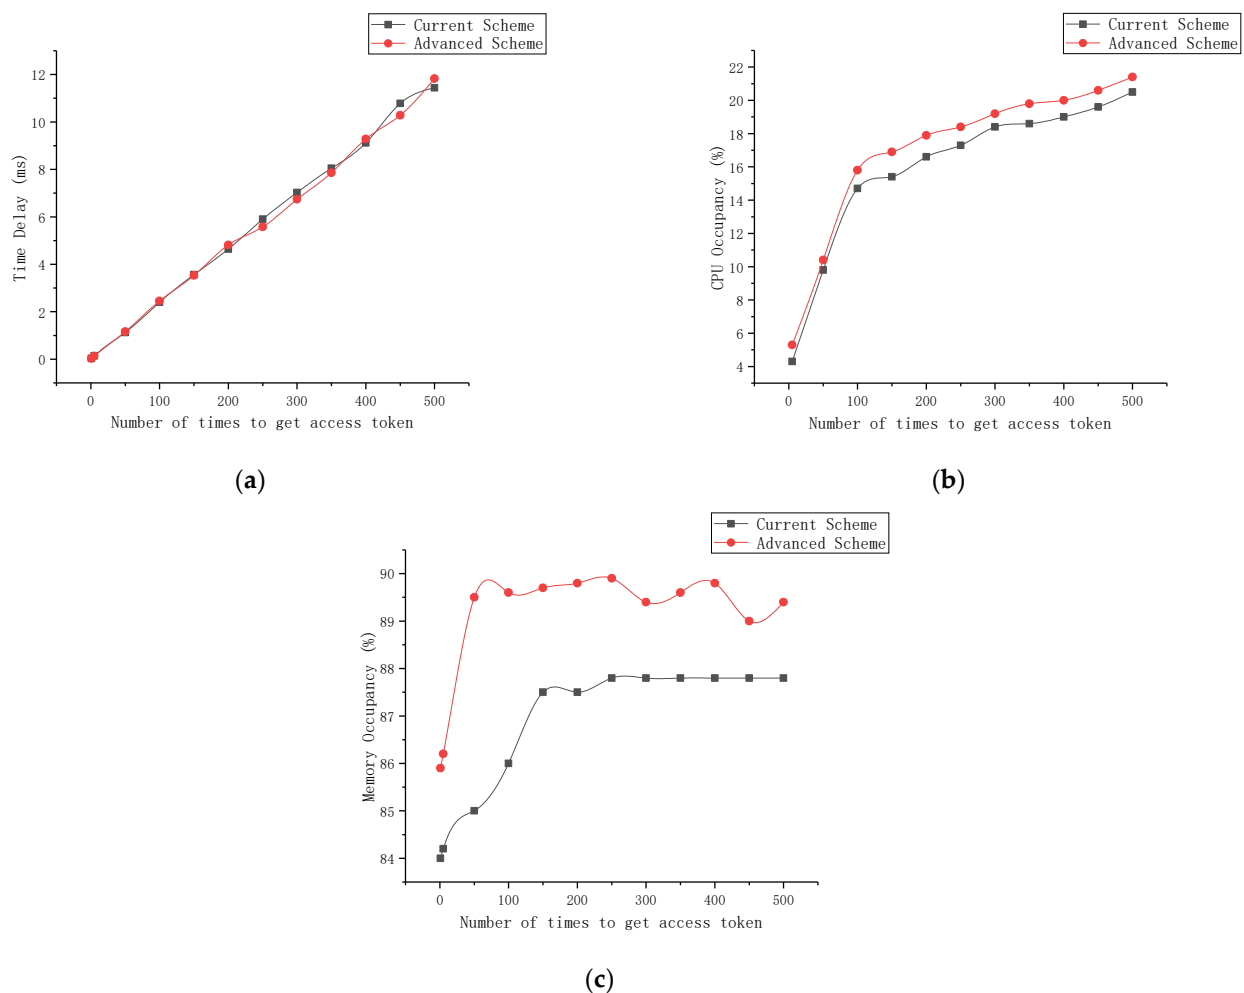 Current Scheme
Advanced Scheme
12
10
8
6
4
2
0
Time Delay (ms)
0 100 200 300 400 500
Number of times to get access token
(a)
Current Scheme
Advanced Scheme
22
20
18
16
14
12
10
8
6
4
CPU Occupancy (%)
0 100 200 300 400 500
Number of times to get access token
(b)
Current Scheme
Advanced Scheme
90
89
88
87
86
85
84
Memory Occupancy (%)
0 100 200 300 400 500
Number of times to get access token
(c)